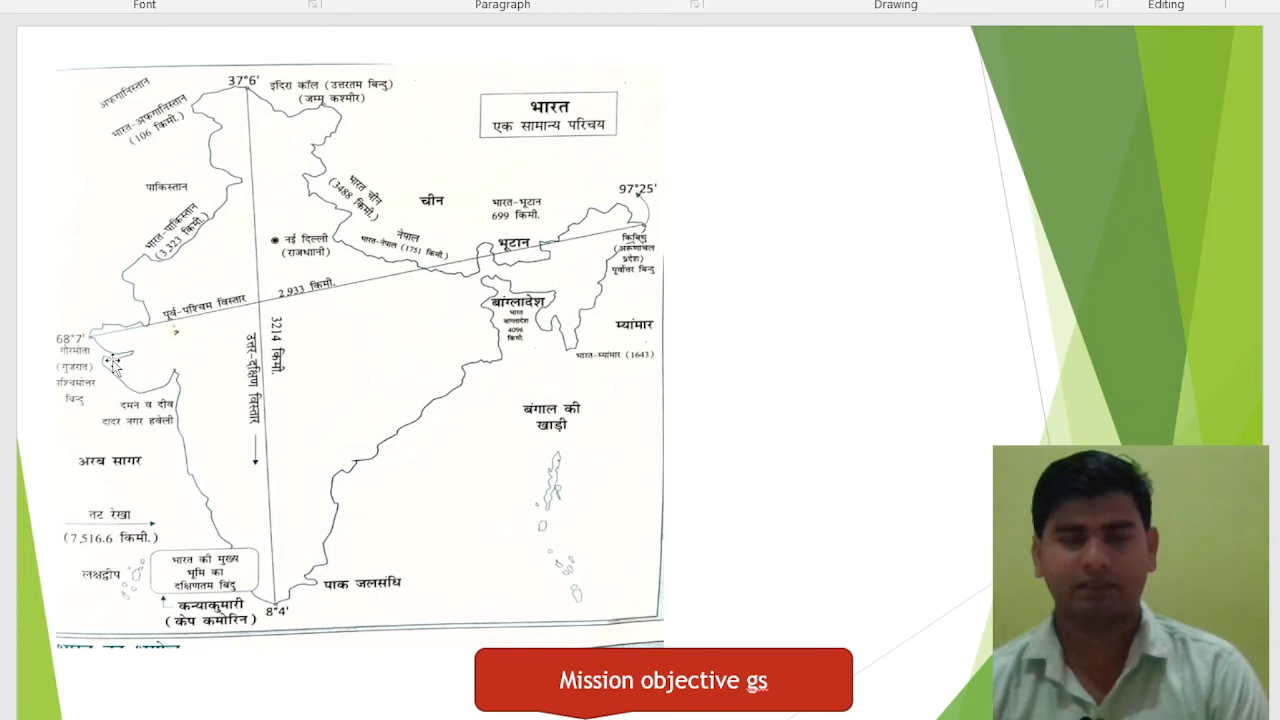 Font
Paragraph
Drawing
Editing
37°6'
इंदिरा कॉल (उत्तरतम बिन्दु)
(जम्मू कश्मीर)
अफगानिस्तान
भारत-अफगानिस्तान
(106 किमी.)
भारत
एक सामान्य परिचय
पाकिस्तान
भारत-पाकिस्तान
(3,323 किमी.)
भारत चीन
(3488 किमी.)
चीन
भारत-भूटान
699 किमी.
97°25'
नई दिल्ली
(राजधानी)
नेपाल
भारत-नेपाल (1751 किमी.)
भूटान
किबिथु
(अरूणाचल
प्रदेश)
पूर्वोत्तर बिन्दु
पूर्व-पश्चिम विस्तार
2,933 किमी.
बांग्लादेश
भारत
बांग्लादेश
4096
किमी.
म्यांमार
भारत-म्यांमार (1643)
68°7'
गौरमाता
(गुजरात)
पश्चिमोत्तर
बिन्दु
3214 किमी.
उत्तर-दक्षिण विस्तार
दमन व दीव
दादर नगर हवेली
बंगाल की
खाड़ी
अरब सागर
तट रेखा
(7,516.6 किमी.)
लक्षद्वीप
भारत की मुख्य
भूमि का
दक्षिणतम बिंदु
पाक जलसंधि
कन्याकुमारी
(केप कमोरिन)
8°4'
Mission objective gs